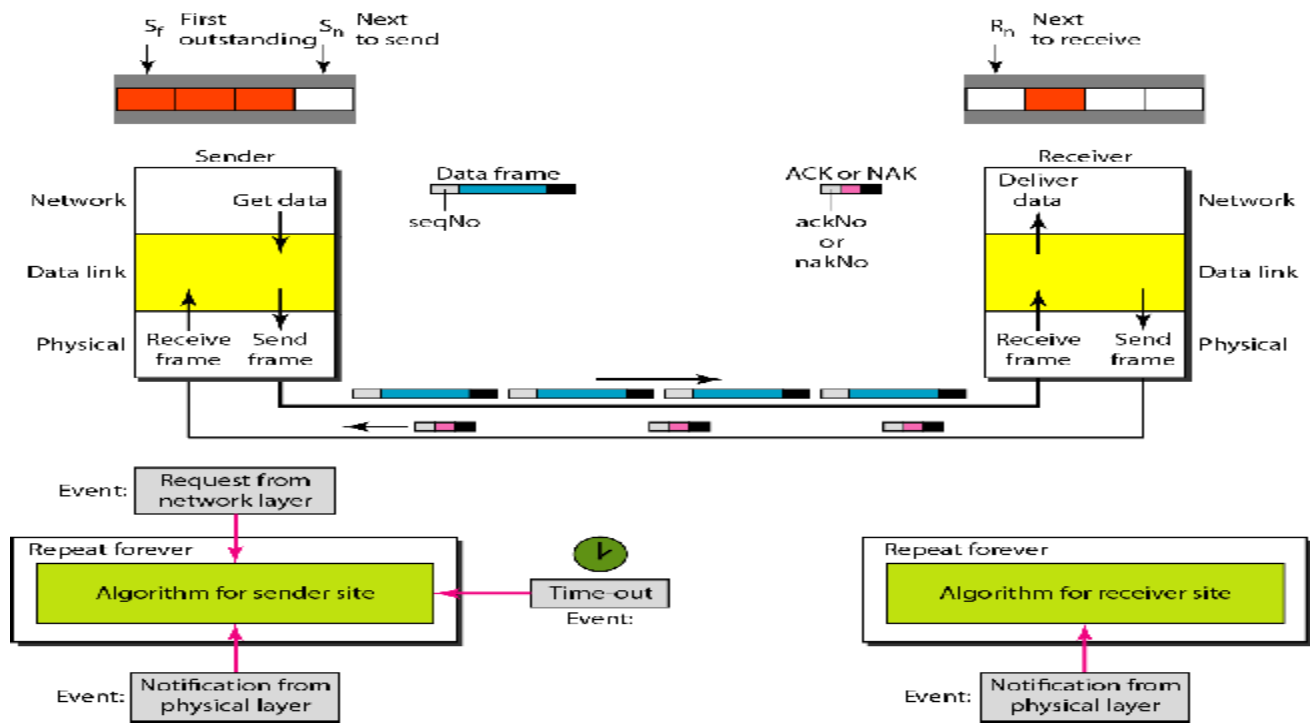 Sf First outstanding
Sn Next to send
Rn Next to receive
Sender
Receiver
Network
Get data
Data frame
seqNo
ACK or NAK
ackNo
or
nakNo
Deliver
data
Network
Data link
Data link
Physical
Receive
frame
Send
frame
Receive
frame
Send
frame
Physical
Event:
Request from
network layer
Repeat forever
Algorithm for sender site
Time-out
Event:
Event:
Notification from
physical layer
Repeat forever
Algorithm for receiver site
Event:
Notification from
physical layer